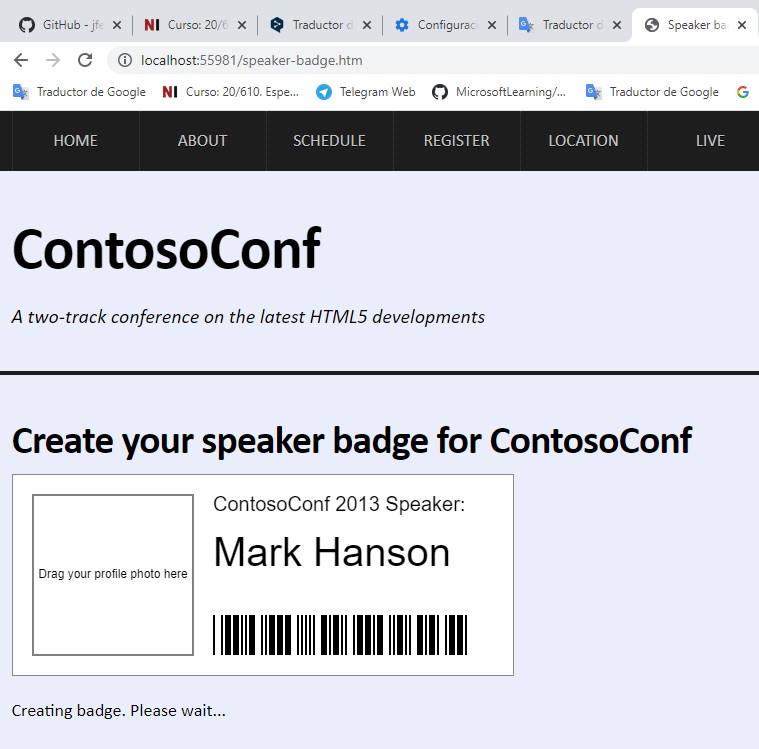 GitHub - jfe
Curso: 20/6
Traductor d
Configurac
Traductor d
Speaker ba
localhost:55981/speaker-badge.htm
Traductor de Google
NI Curso: 20/610. Espe...
Telegram Web
MicrosoftLearning/...
Traductor de Google
HOME
ABOUT
SCHEDULE
REGISTER
LOCATION
LIVE
ContosoConf
A two-track conference on the latest HTML5 developments
Create your speaker badge for ContosoConf
Drag your profile photo here
ContosoConf 2013 Speaker:
Mark Hanson
Creating badge. Please wait...